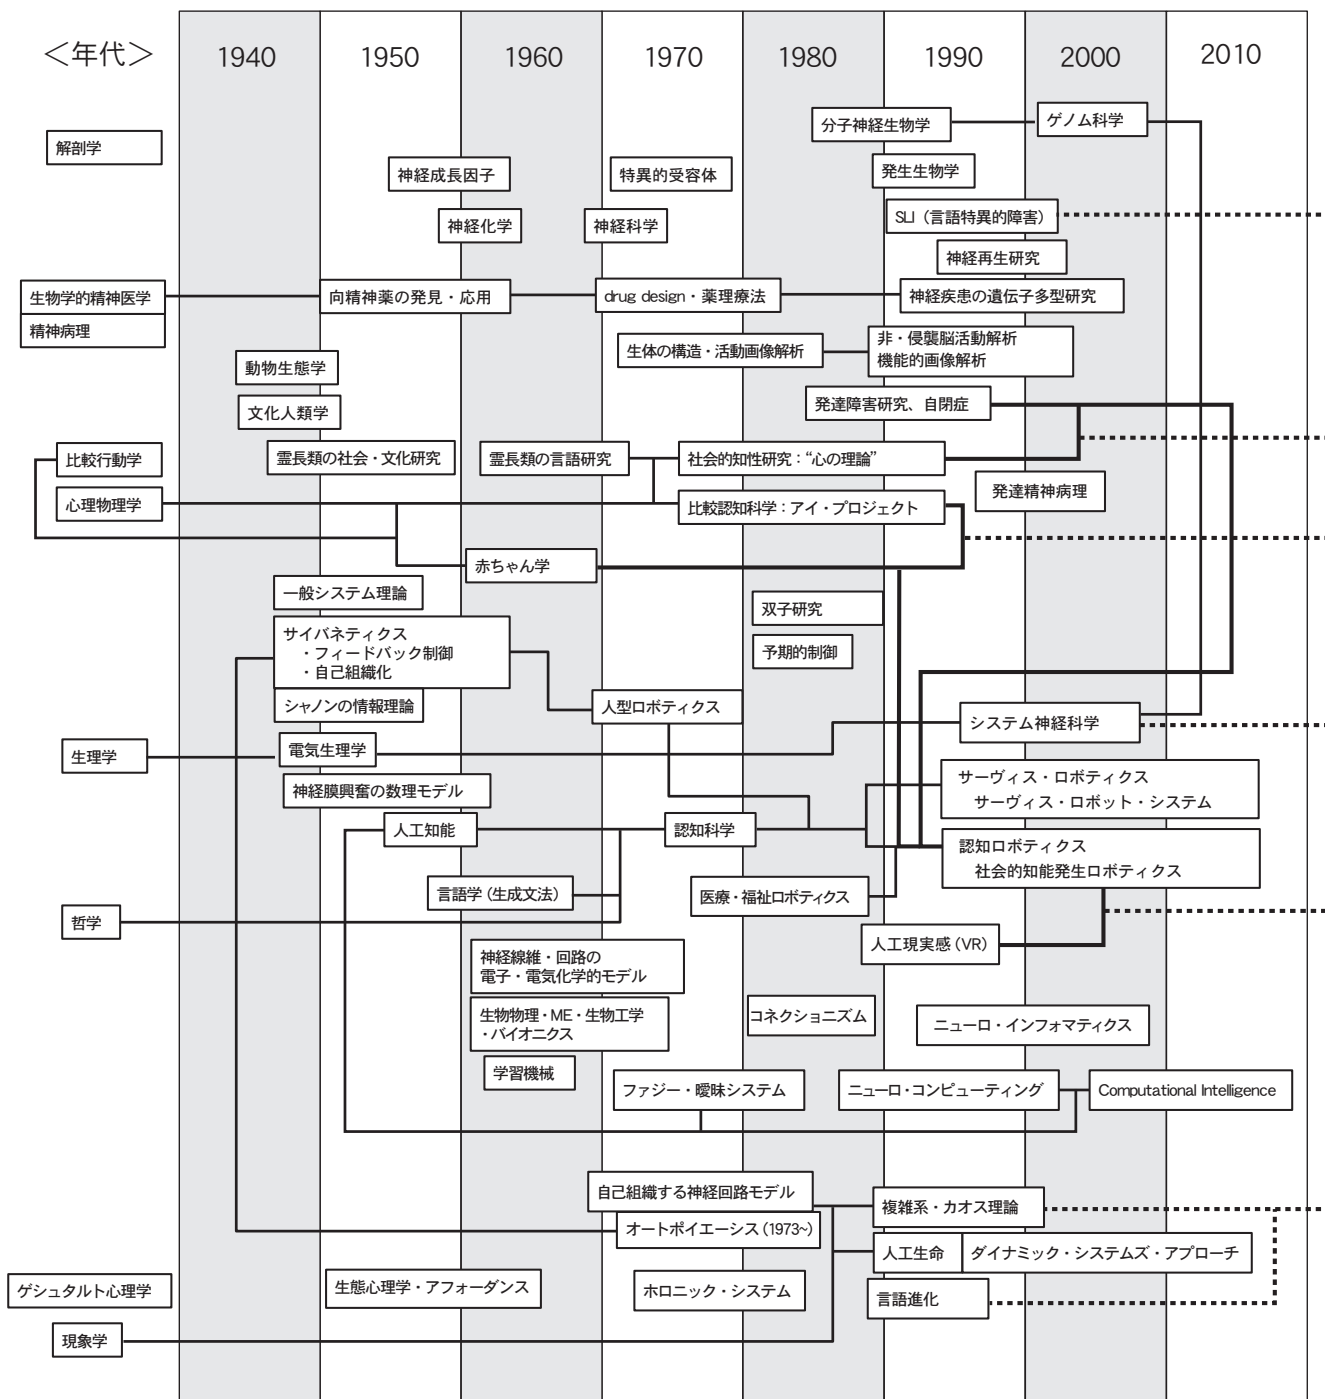 ＜年代＞ 1940 1950 1960 1970 1980 1990 2000 2010
分子神経生物学
ゲノム科学
解剖学
神経成長因子
特異的受容体
発生生物学
神経化学
神経科学
SLI（言語特異的障害）
神経再生研究
生物学的精神医学
向精神薬の発見・応用
drug design・薬理療法
神経疾患の遺伝子多型研究
精神病理
生体の構造・活動画像解析
非・侵襲脳活動解析
機能的画像解析
動物生態学
発達障害研究、自閉症
文化人類学
比較行動学
霊長類の社会・文化研究
霊長類の言語研究
社会的知性研究：“心の理論”
発達精神病理
心理物理学
比較認知科学：アイ・プロジェクト
赤ちゃん学
一般システム理論
双子研究
サイバネティクス
・フィードバック制御
・自己組織化
予期的制御
シャノンの情報理論
人型ロボティクス
システム神経科学
生理学
電気生理学
サーヴィス・ロボティクス
サーヴィス・ロボット・システム
神経膜興奮の数理モデル
人工知能
認知科学
認知ロボティクス
社会的知能発生ロボティクス
言語学（生成文法）
医療・福祉ロボティクス
哲学
人工現実感（VR）
神経線維・回路の
電子・電気化学的モデル
生物物理・ME・生物工学
・バイオニクス
コネクショニズム
ニューロ・インフォマティクス
学習機械
ファジー・曖昧システム
ニューロ・コンピューティング
Computational Intelligence
自己組織する神経回路モデル
複雑系・カオス理論
オートポイエーシス（1973~）
人工生命
ダイナミック・システムズ・アプローチ
ゲシュタルト心理学
生態心理学・アフォーダンス
ホロニック・システム
言語進化
現象学